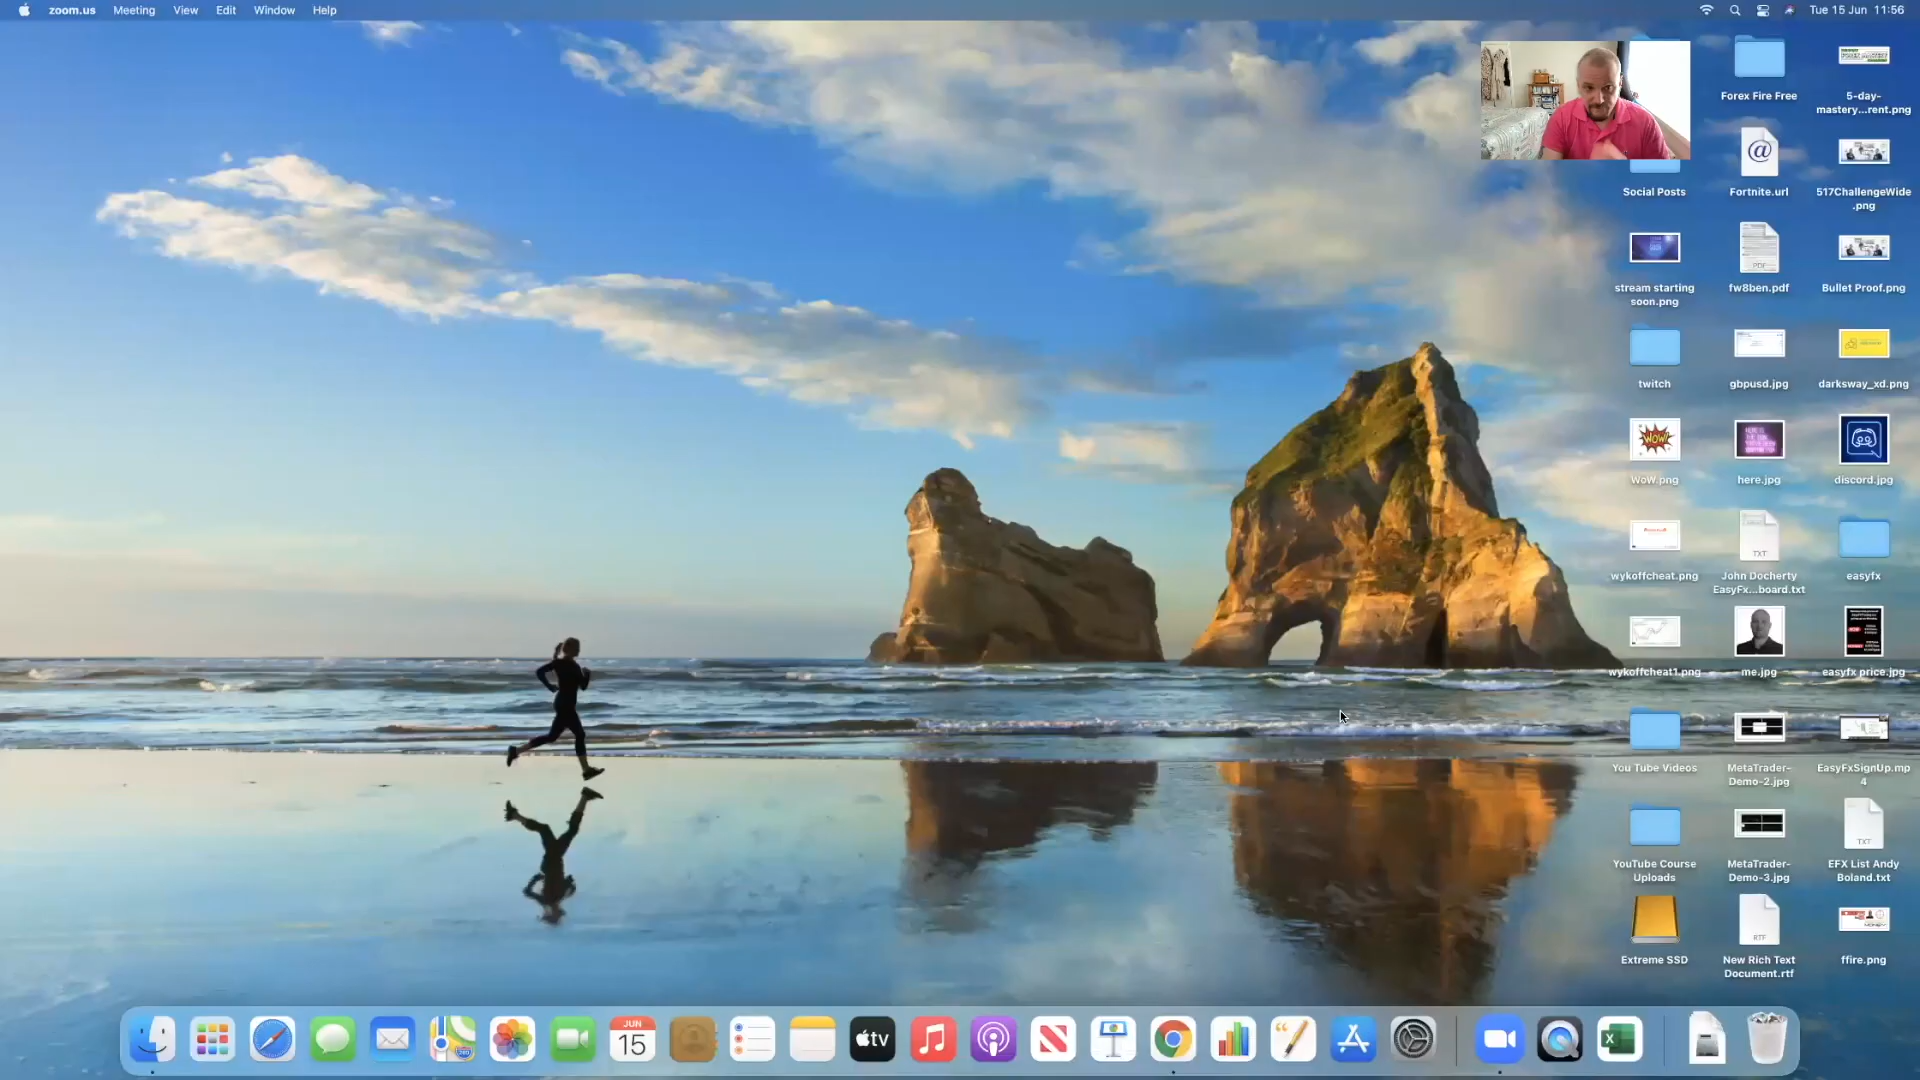 zoom.us Meeting View Edit Window Help
Tue 15 Jun 11:56
Forex Fire Free
5-day-
mastery...rent.png
Social Posts
Fortnite.url
517ChallengeWide
.png
stream starting
soon.png
fw8ben.pdf
Bullet Proof.png
twitch
gbpusd.jpg
darksway_xd.png
WOW!
WoW.png
here.jpg
discord.jpg
wykoffcheat.png
TXT
John Docherty
EasyFx...board.txt
easyfx
wykoffcheat1.png
me.jpg
easyfx price.jpg
You Tube Videos
MetaTrader-
Demo-2.jpg
EasyFxSignUp.mp
4
YouTube Course
Uploads
MetaTrader-
Demo-3.jpg
TXT
EFX List Andy
Boland.txt
Extreme SSD
RTF
New Rich Text
Document.rtf
ffire.png
PDF
JUN
15
tv